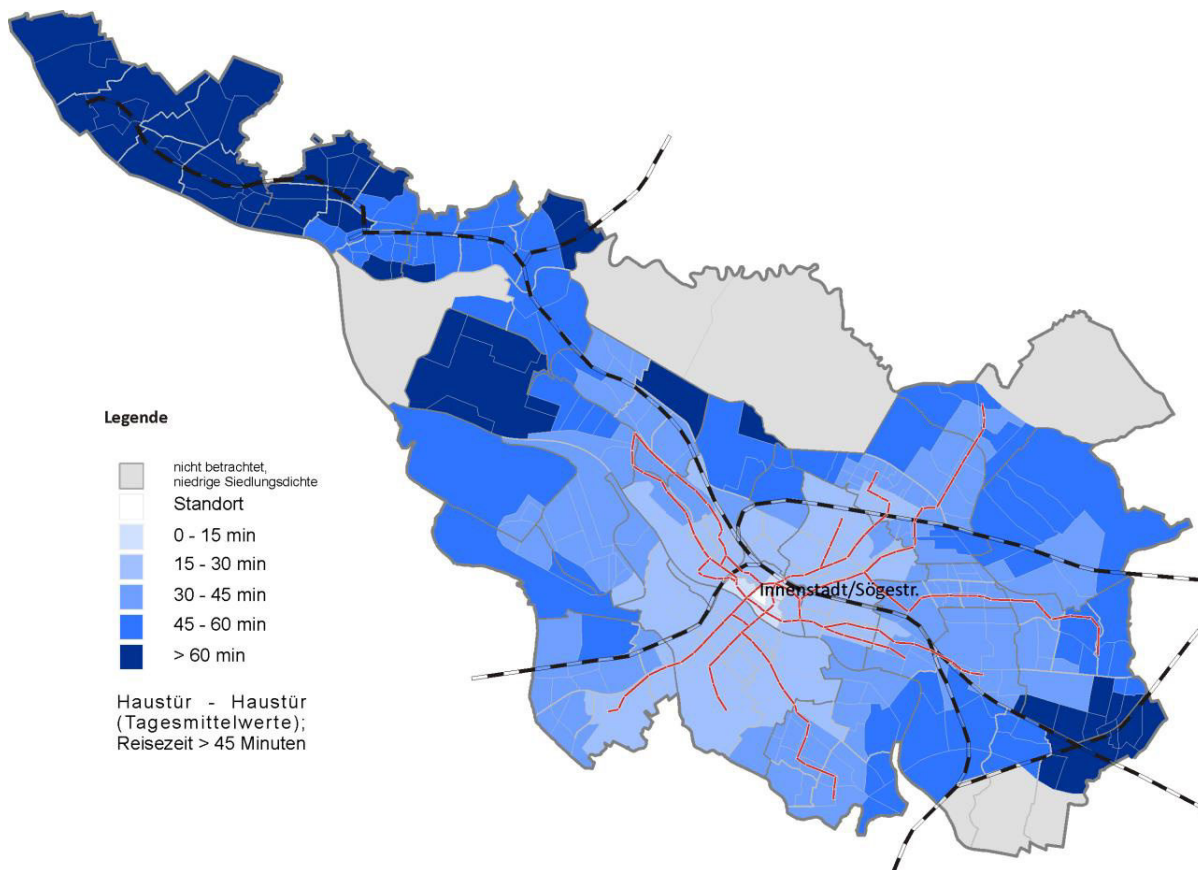 Legende
nicht betrachtet,
niedrige Siedlungsdichte
Standort
0 - 15 min
15 - 30 min
30 - 45 min
45 - 60 min
> 60 min
Haustür - Haustür
(Tagesmittelwerte);
Reisezeit > 45 Minuten
Innenstadt/Sögestr.